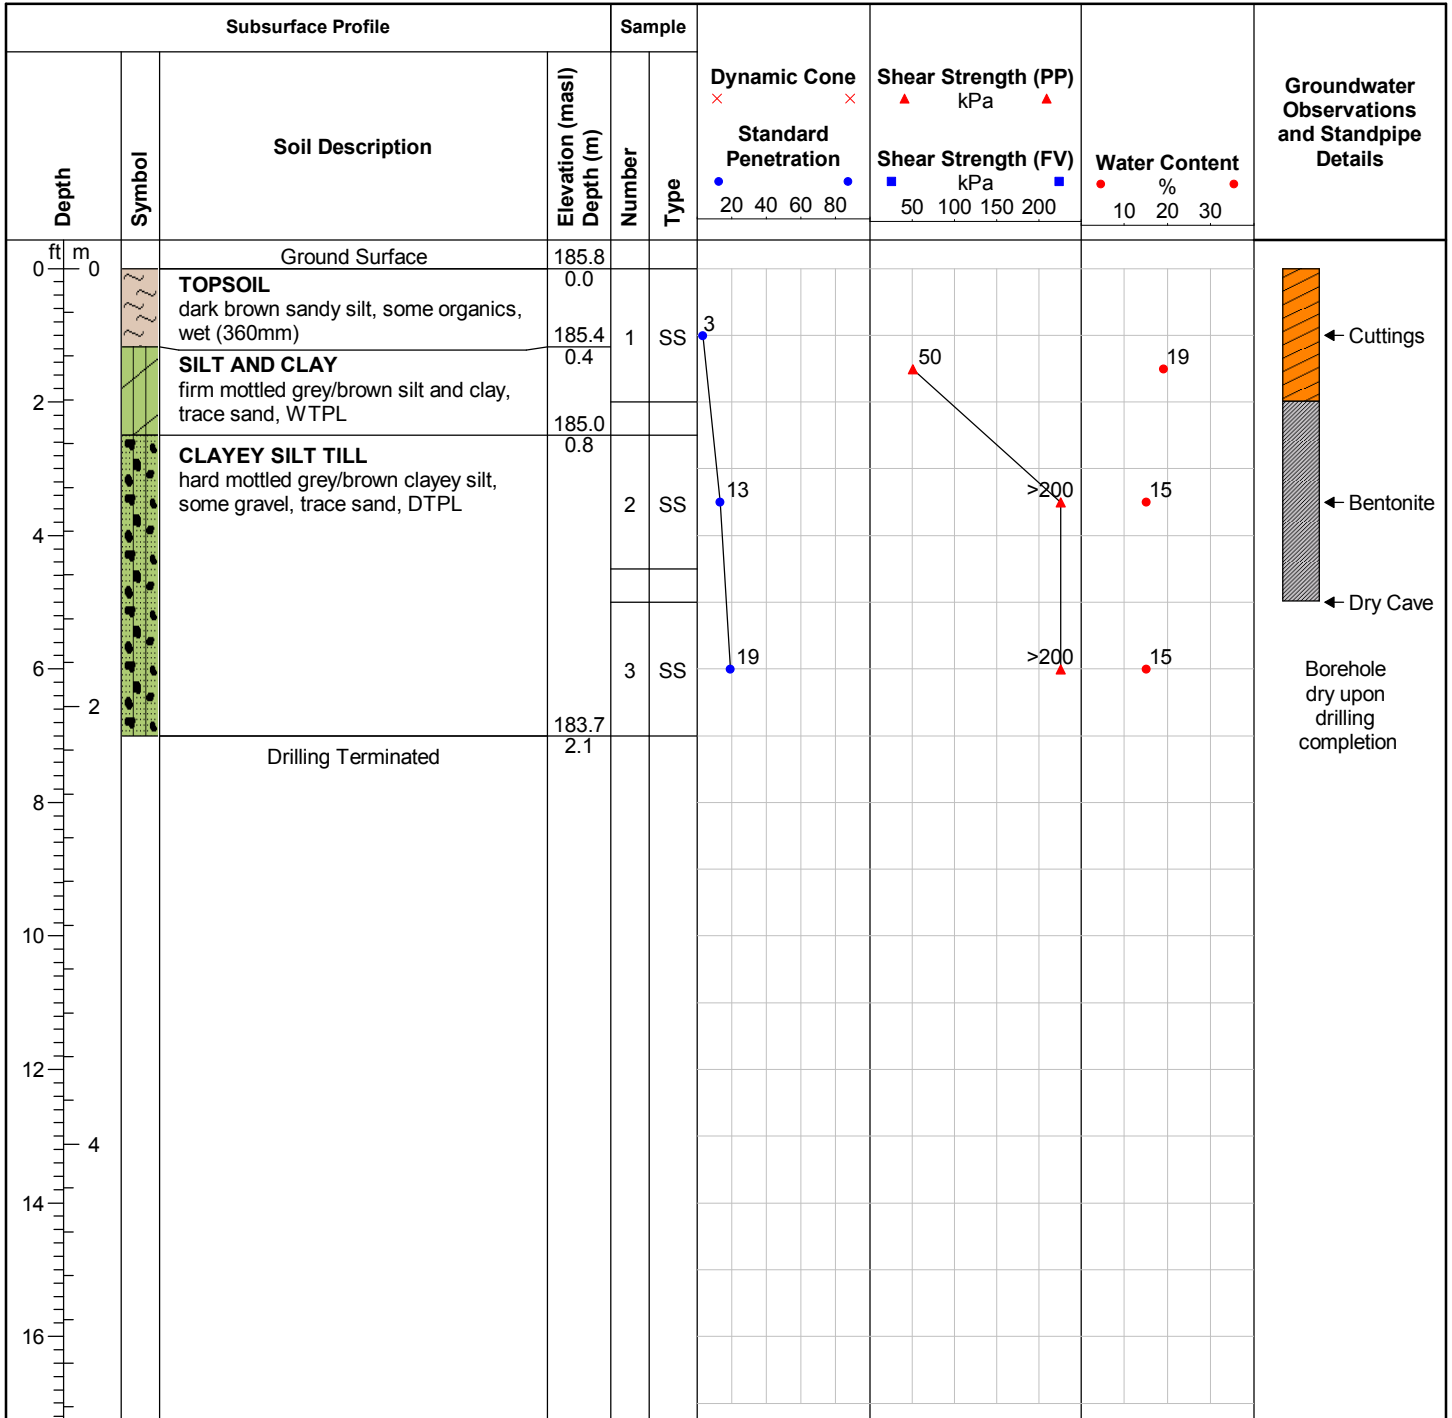 Subsurface Profile
Sample
Depth
Symbol
Soil Description
Elevation (masl)
Depth (m)
Number
Type
Dynamic Cone
Standard
Penetration
20 40 60 80
Shear Strength (PP)
kPa
Shear Strength (FV)
kPa
50 100 150 200
Water Content
%
10 20 30
Groundwater
Observations
and Standpipe
Details
ft m
Ground Surface
185.8
0 0
0.0
TOPSOIL
dark brown sandy silt, some organics,
wet (360mm)
185.4
0.4
1 SS
3
Cuttings
SILT AND CLAY
firm mottled grey/brown silt and clay,
trace sand, WTPL
50
19
2
185.0
0.8
CLAYEY SILT TILL
hard mottled grey/brown clayey silt,
some gravel, trace sand, DTPL
2 SS
13
>200
15
Bentonite
4
Dry Cave
6
3 SS
19
>200
15
Borehole
dry upon
drilling
completion
2
183.7
2.1
Drilling Terminated
8
10
12
4
14
16